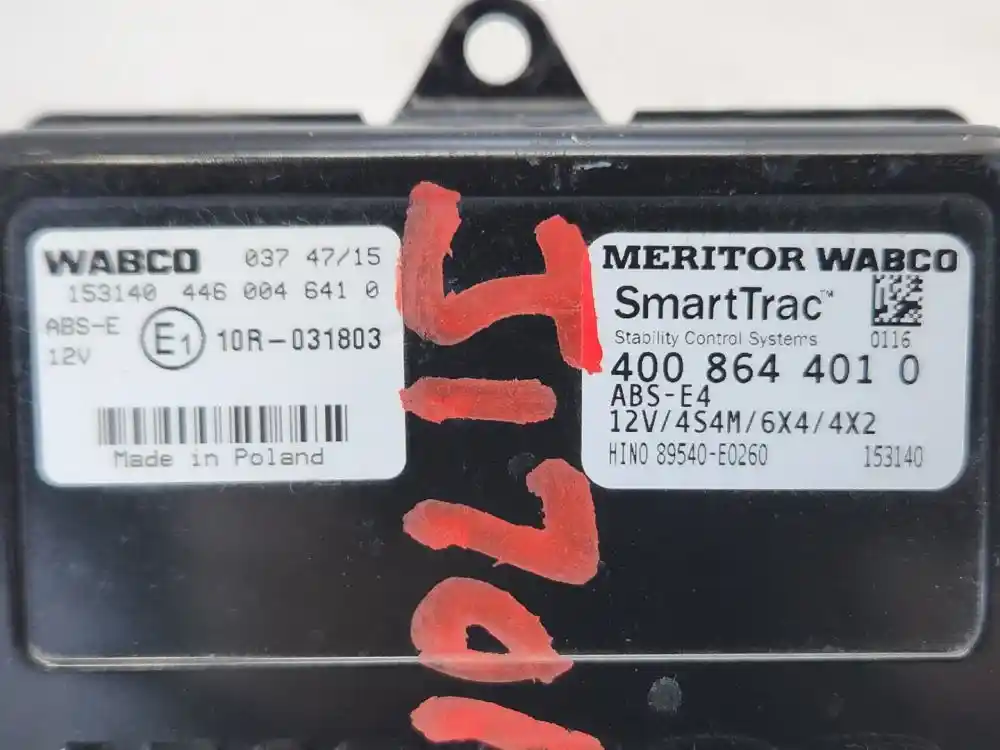 WABCO 037 47/15
153140 446 004 641 0
ABS-E
12V
E1 10R-031803
Made in Poland
MERITOR WABCO
SmartTrac™
Stability Control Systems 0116
400 864 401 0
ABS-E4
12V/4S4M/6X4/4X2
HINO 89540-E0260 153140